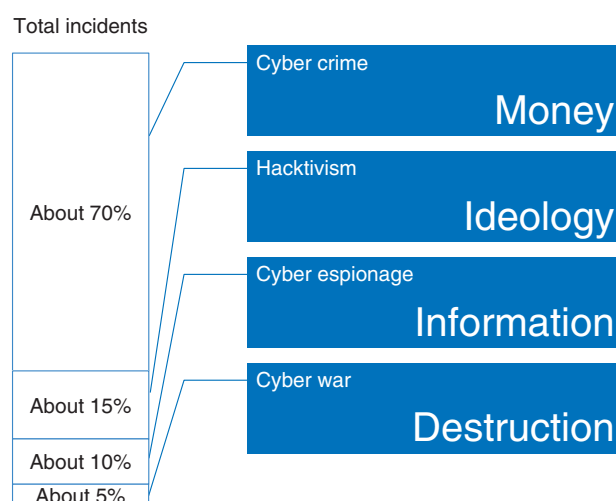 Total incidents
Cyber crime
Money
About 70%
Hacktivism
Ideology
Cyber espionage
Information
Cyber war
Destruction
About 15%
About 10%
About 5%